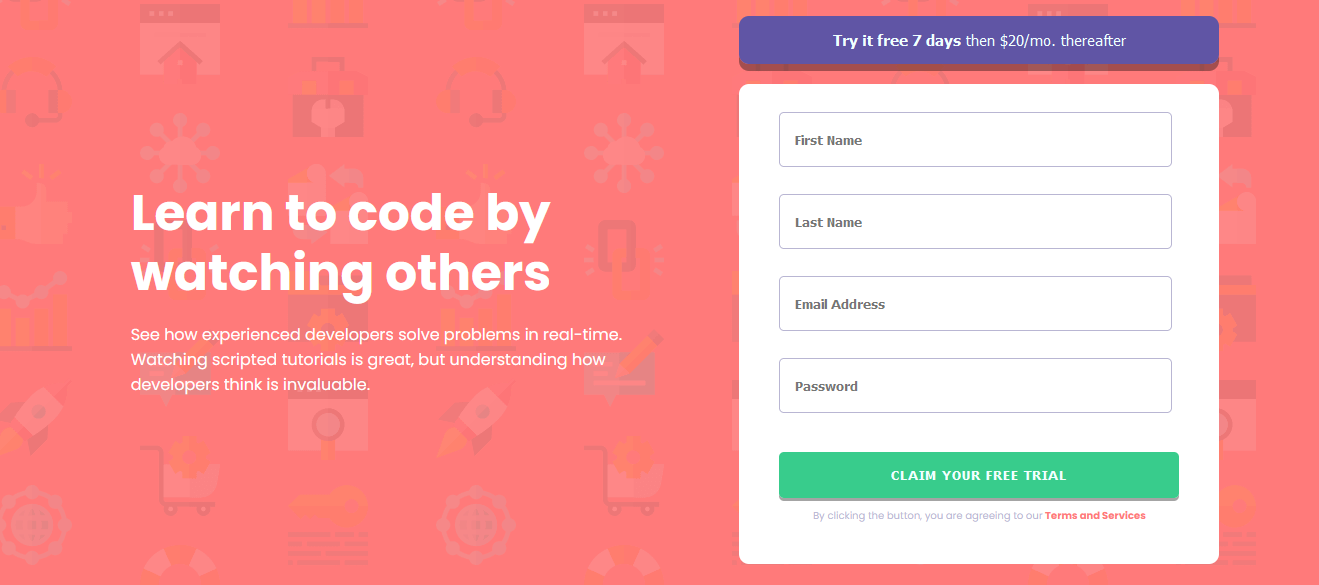 Learn to code by
watching others
See how experienced developers solve problems in real-time.
Watching scripted tutorials is great, but understanding how
developers think is invaluable.
Try it free 7 days then $20/mo. thereafter
First Name
Last Name
Email Address
Password
CLAIM YOUR FREE TRIAL
By clicking the button, you are agreeing to our Terms and Services